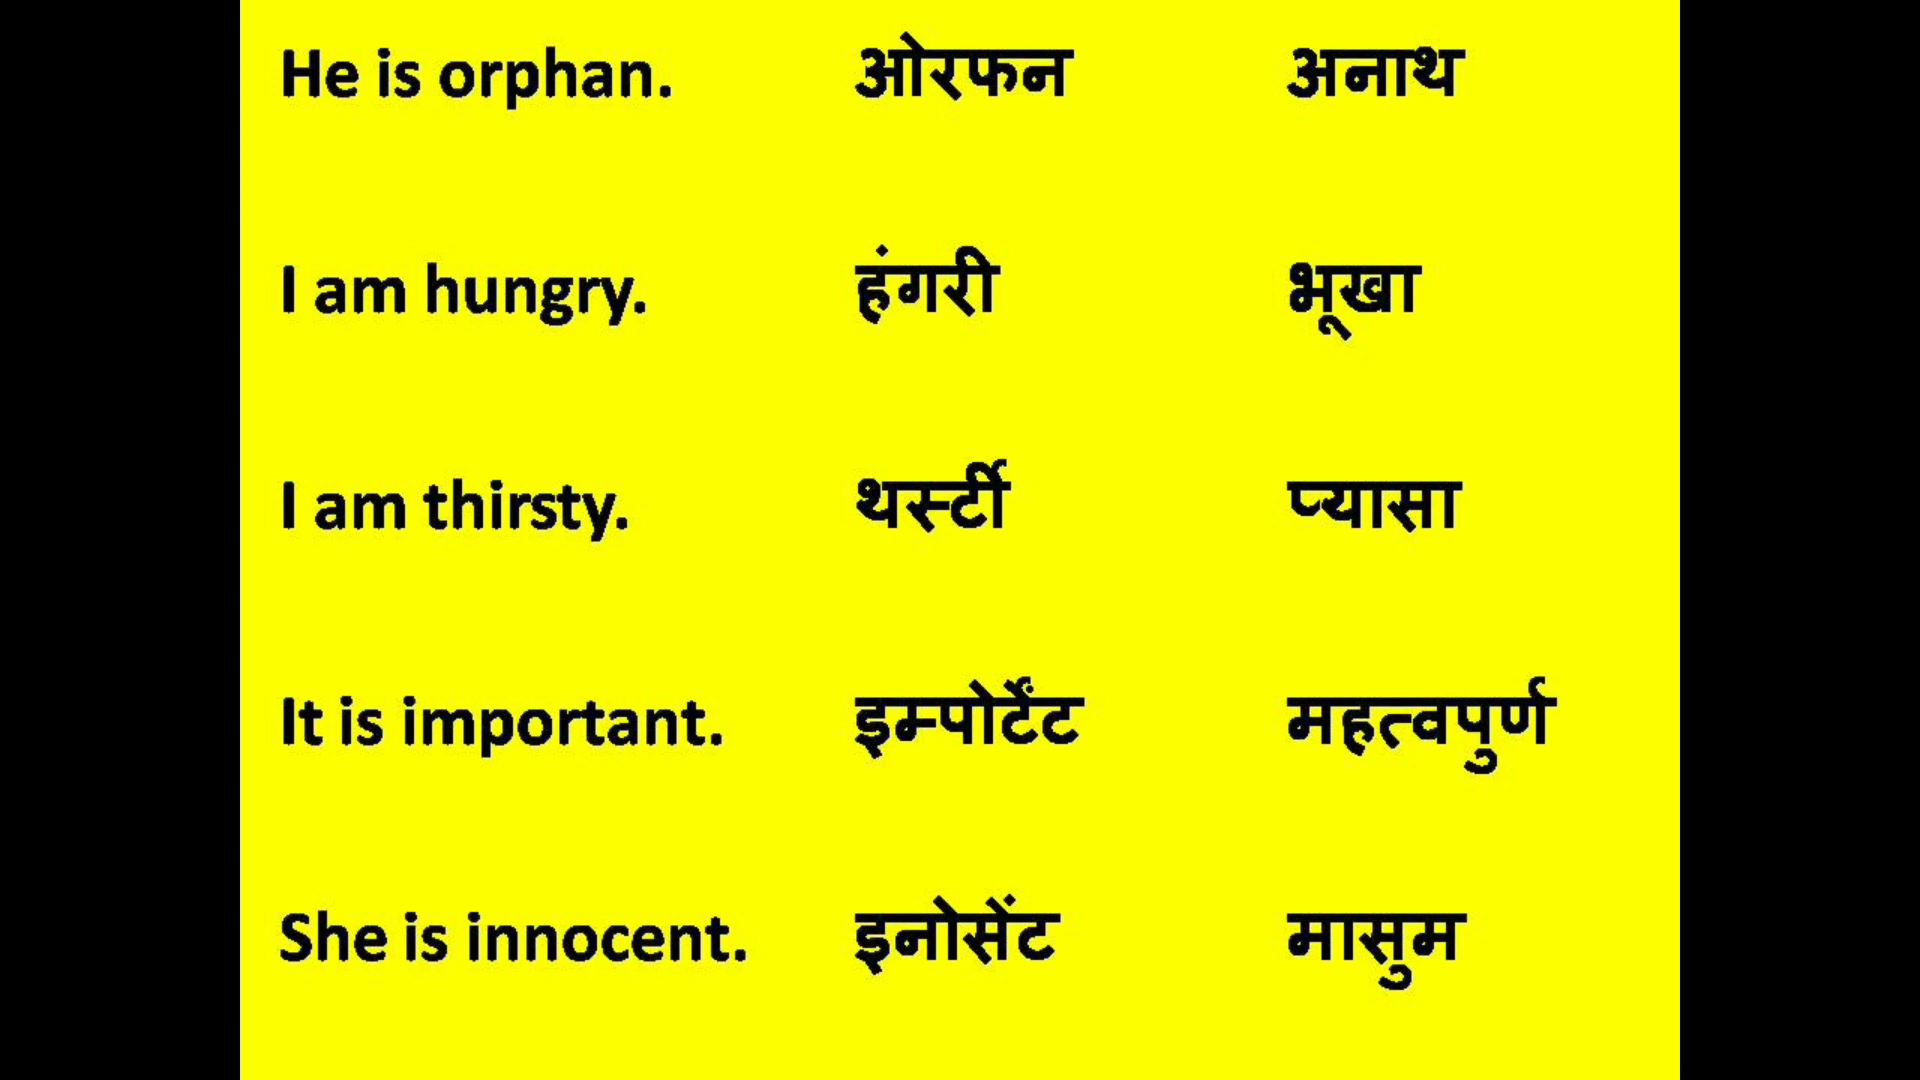 He is orphan. ओरफन अनाथ
I am hungry. हंगरी भूखा
I am thirsty. थर्स्टी प्यासा
It is important. इम्पोर्टेंट महत्वपुर्ण
She is innocent. इनोसेंट मासुम